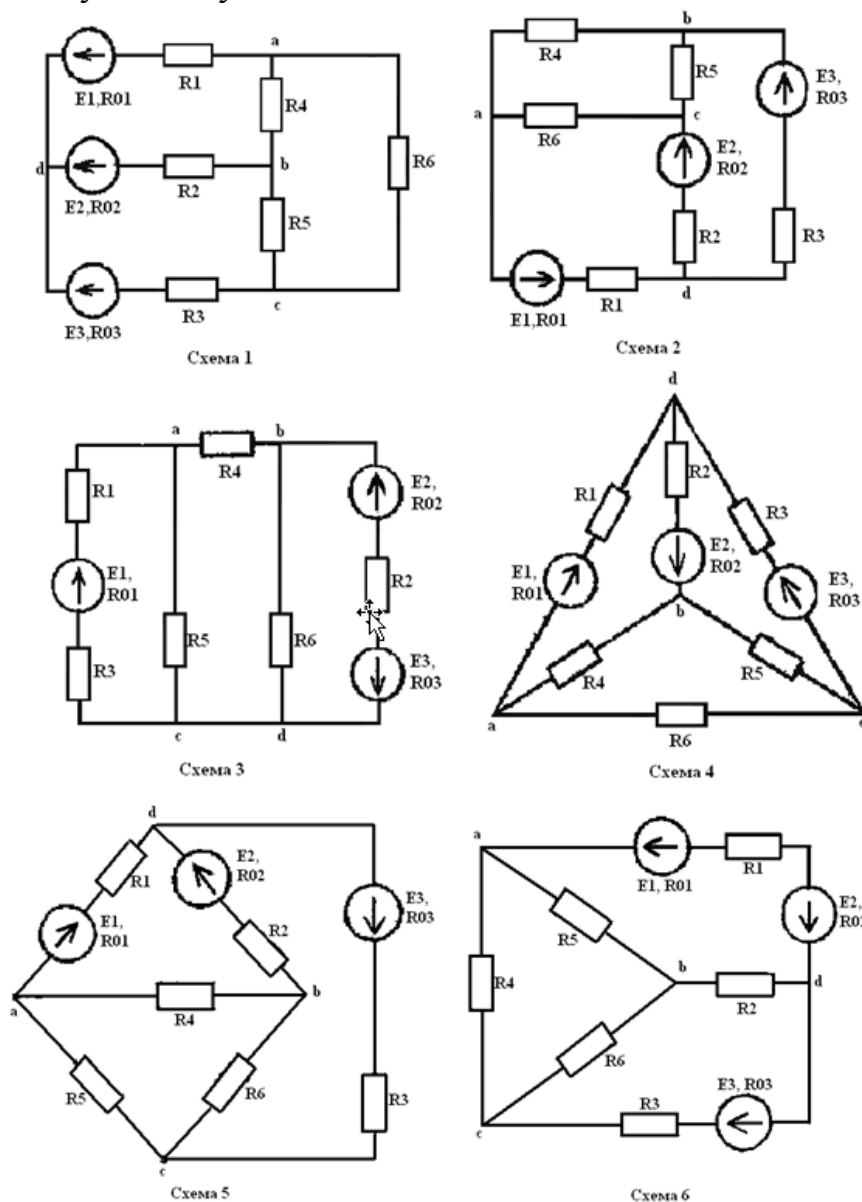 a
E1,R01
R1
R4
d
E2,R02
R2
b
R6
R5
E3,R03
R3
c
Схема 1
b
R4
R5
E3,
R03
a
R6
c
E2,
R02
R2
R3
E1,R01
R1
d
Схема 2
a
b
R4
R1
E2,
R02
E1,
R01
R2
R3
R5
R6
E3,
R03
c
d
Схема 3
d
R1
R2
R3
E1,
R01
E2,
R02
E3,
R03
b
R4
R5
a
R6
Схема 4
d
R1
E2,
R02
E3,
R03
E1,
R01
R2
a
R4
b
R5
R6
R3
c
Схема 5
a
E1, R01
R1
E2,
R5
b
d
R4
R2
R6
E3, R03
R3
c
Схема 6